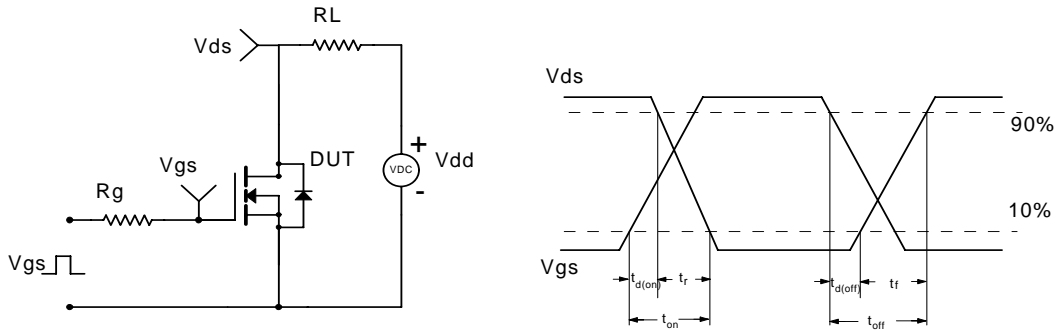 RL
Vds
Vgs
DUT
Rg
+
VDC
-
Vdd
Vgs
Vds
90%
10%
Vgs
td(on)
tr
ton
td(off)
tf
toff